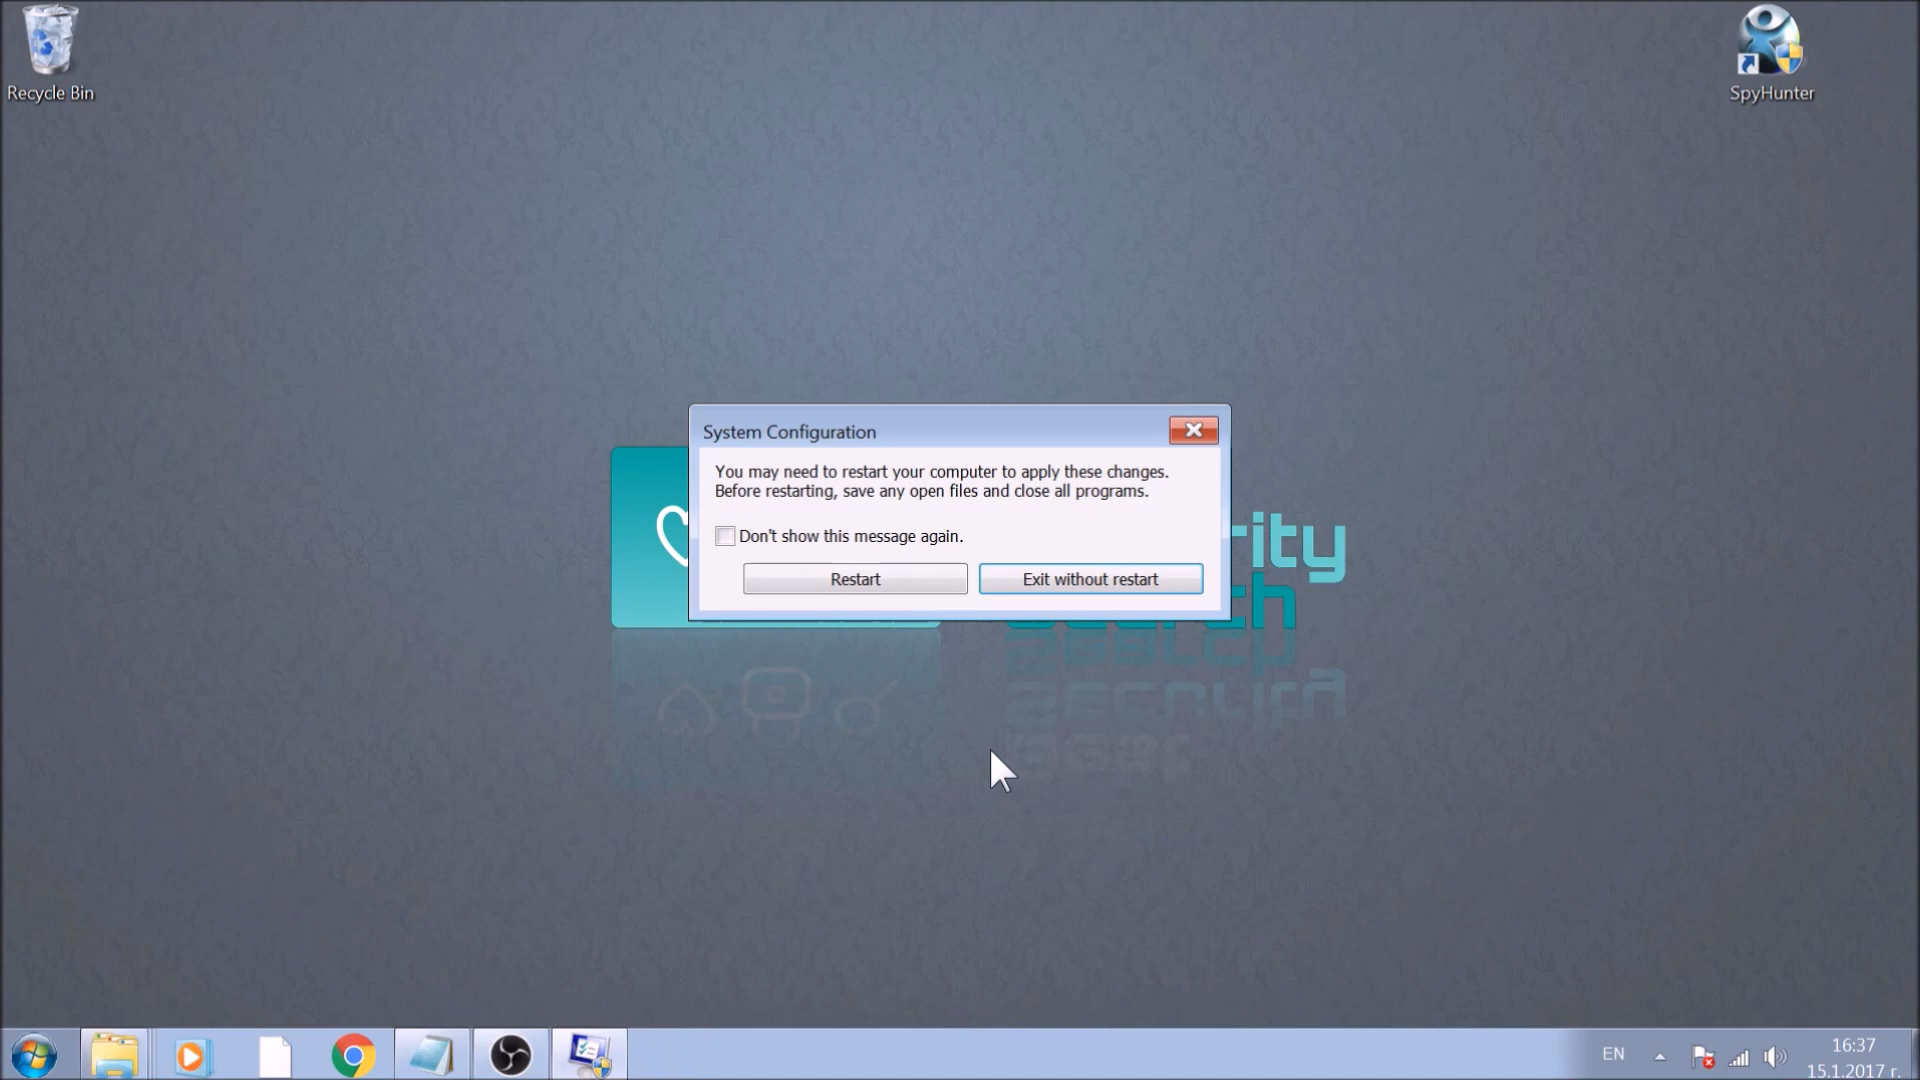 Recycle Bin
SpyHunter
System Configuration
You may need to restart your computer to apply these changes.
Before restarting, save any open files and close all programs.
Don't show this message again.
Restart
Exit without restart
EN
16:37
15.1.2017 г.